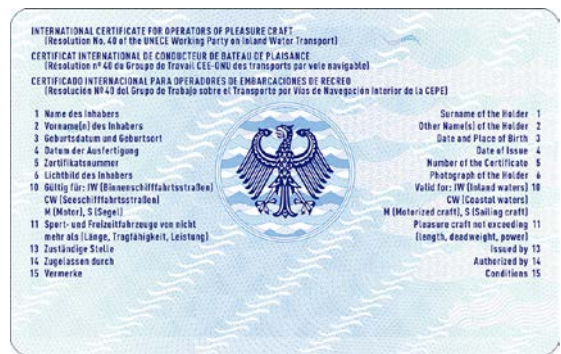 INTERNATIONAL CERTIFICATE FOR OPERATORS OF PLEASURE CRAFT
(Resolution No. 40 of the UNECE Working Party on Inland Water Transport)
CERTIFICAT INTERNATIONAL DE CONDUCTEUR DE BATEAU DE PLAISANCE
(Résolution nº 40 du Groupe de Travail CEE-ONU des transports par voie navigable)
CERTIFICADO INTERNACIONAL PARA OPERADORES DE EMBARCACIONES DE RECREO
(Resolución Nº 40 del Grupo de Trabajo sobre el Transporte por Vías de Navegación Interior de la CEPE)
1 Name des Inhabers
2 Vorname(n) des Inhabers
3 Geburtsdatum und Geburtsort
4 Datum der Ausfertigung
5 Zertifikatsnummer
6 Lichtbild des Inhabers
10 Gültig für: IW (Binnenschifffahrtsstraßen)
CW (Seeschifffahrtsstraßen)
M (Motor), S (Segel)
11 Sport- und Freizeitfahrzeuge von nicht
mehr als (Länge, Tragfähigkeit, Leistung)
13 Zuständige Stelle
14 Zugelassen durch
15 Vermerke
Surname of the Holder 1
Other Name(s) of the Holder 2
Date and Place of Birth 3
Date of Issue 4
Number of the Certificate 5
Photograph of the Holder 6
Valid for: IW (Inland waters) 10
CW (Coastal waters)
M (Motorized craft), S (Sailing craft)
Pleasure craft not exceeding 11
(length, deadweight, power)
Issued by 13
Authorized by 14
Conditions 15